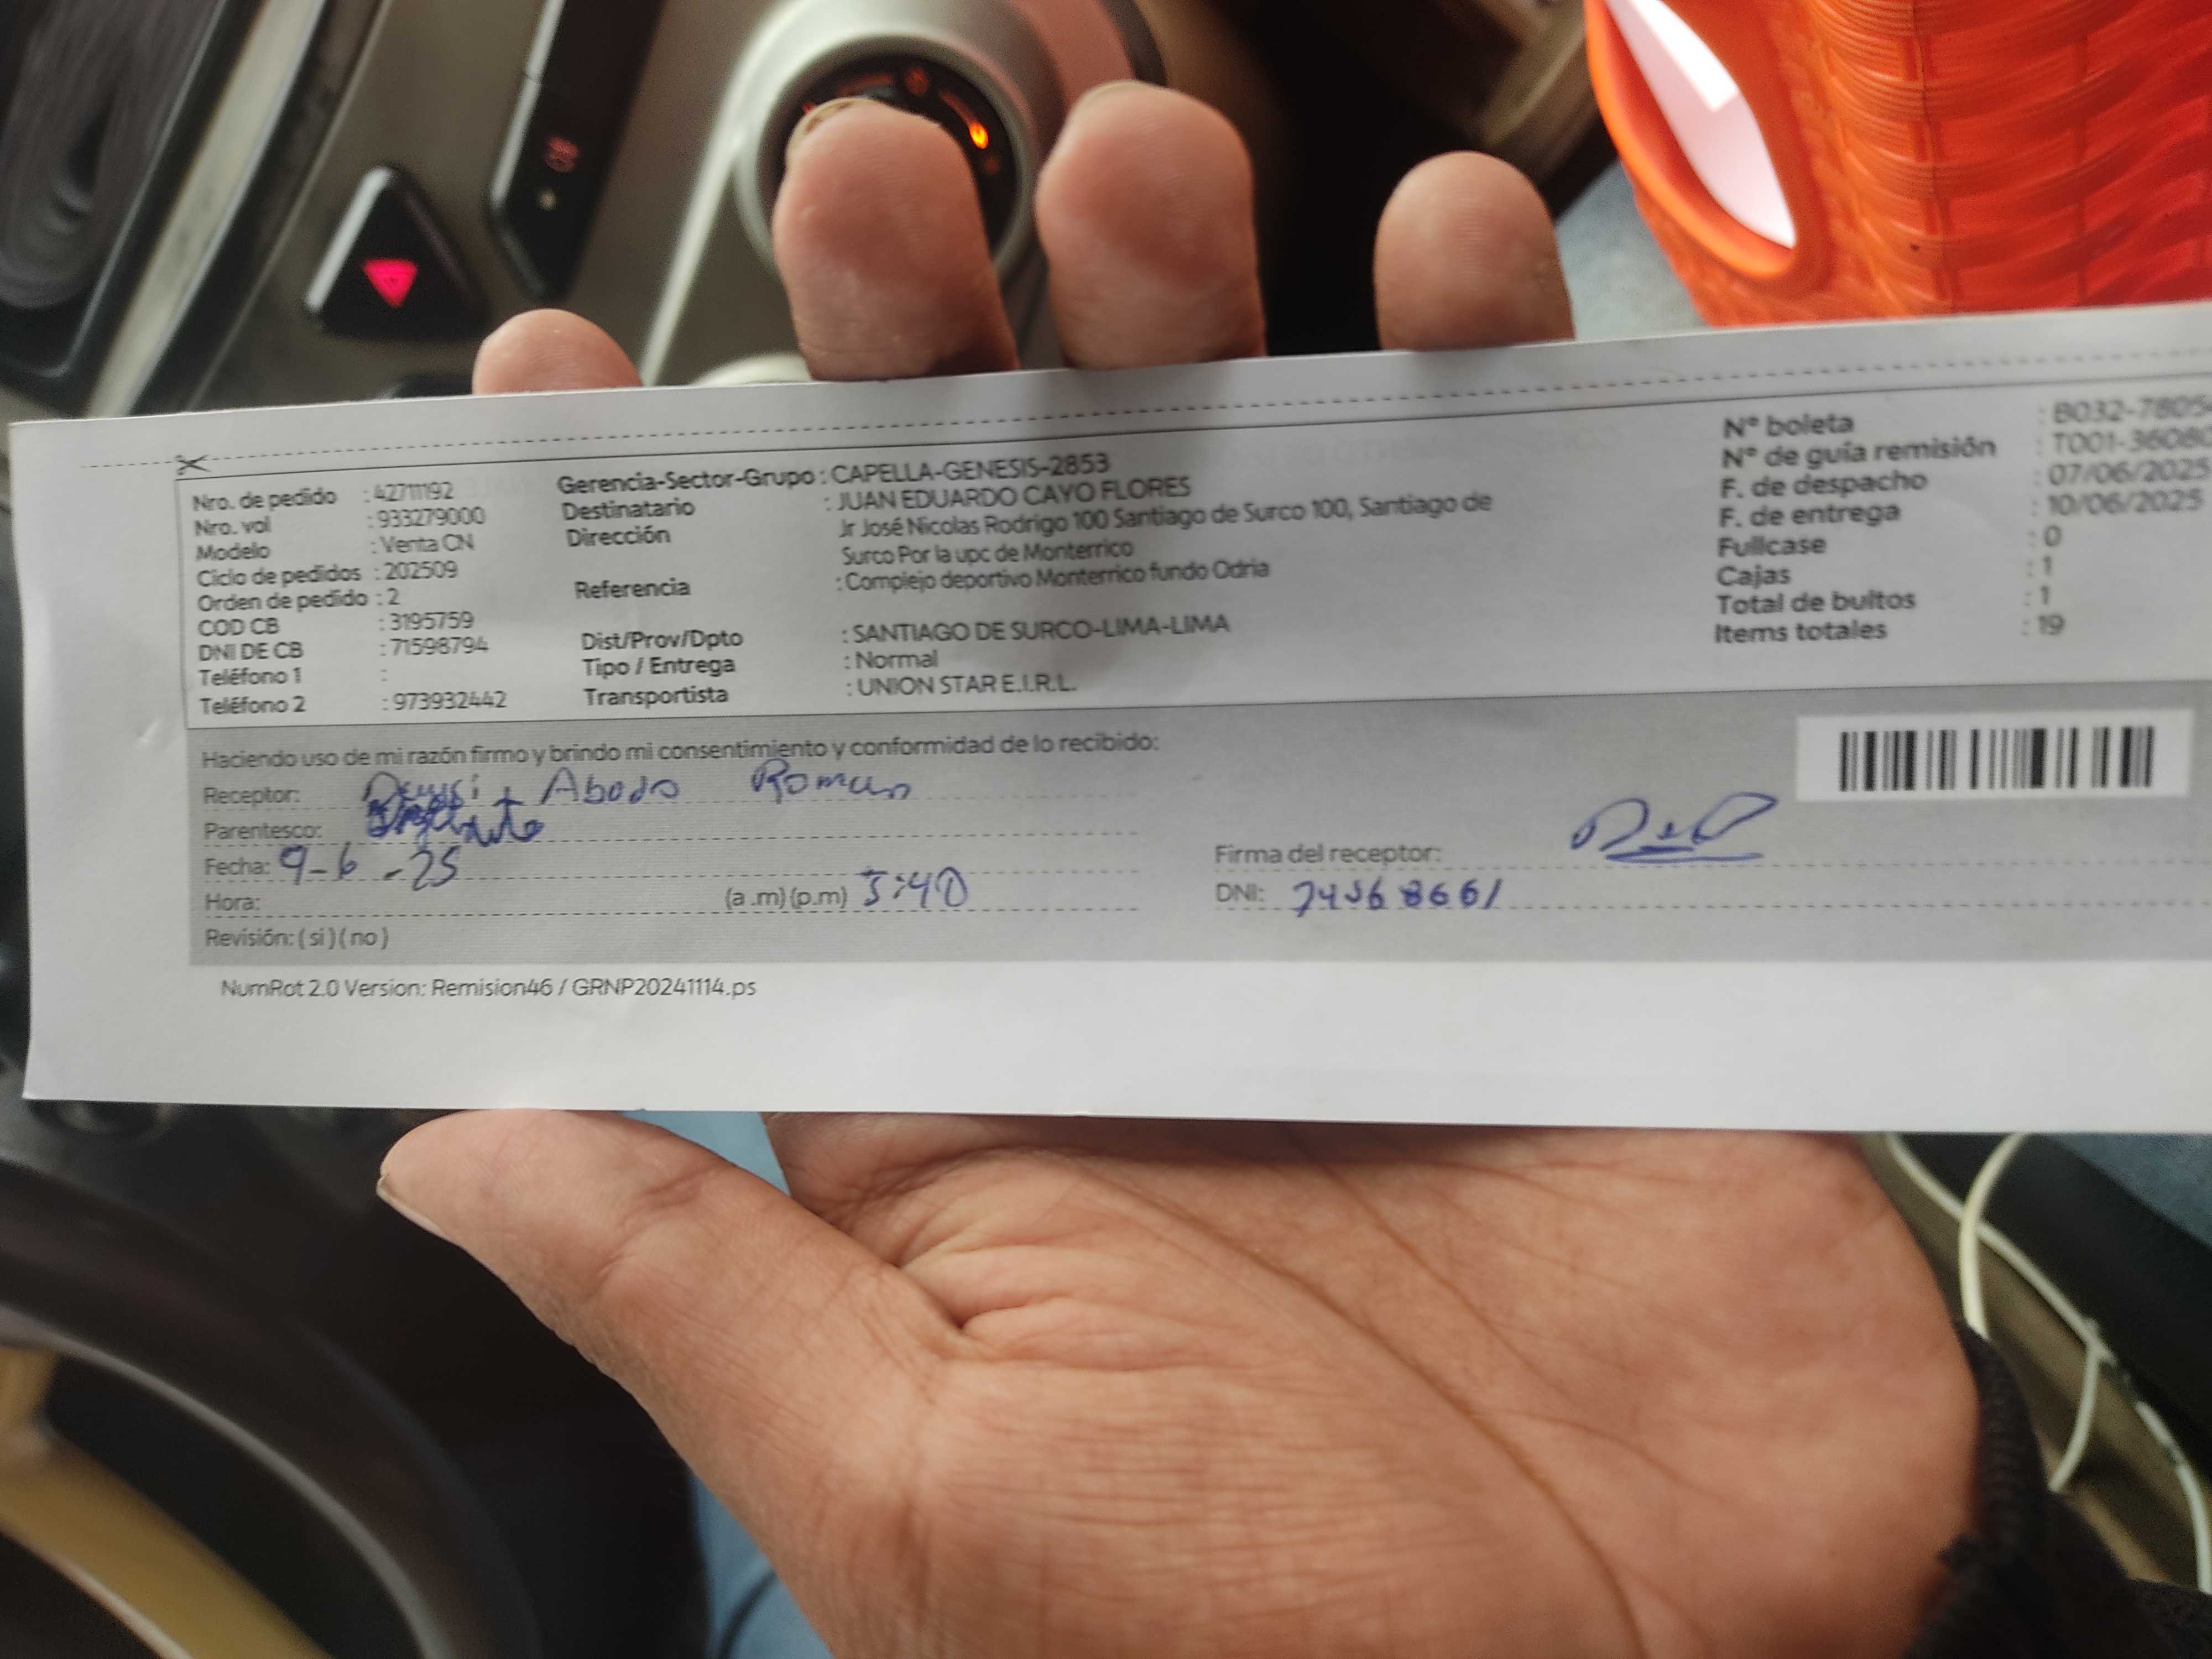 Nro. de pedido : 42711192
Nro. vol : 933279000
Modelo : Venta CN
Ciclo de pedidos : 202509
Orden de pedido : 2
COD CB : 3195759
DNI DE CB : 71598794
Teléfono 1 :
Teléfono 2 : 973932442
Gerencia-Sector-Grupo : CAPELLA-GENESIS-2853
Destinatario : JUAN EDUARDO CAYO FLORES
Dirección Jr José Nicolas Rodrigo 100 Santiago de Surco 100, Santiago de
Surco Por la upc de Monterrico
Referencia : Complejo deportivo Monterrico fundo Odria
Dist/Prov/Dpto : SANTIAGO DE SURCO-LIMA-LIMA
Tipo / Entrega : Normal
Transportista : UNION STAR E.I.R.L.
N° boleta : B032-7805
N° de guía remisión : T001-3608
F. de despacho : 07/06/2025
F. de entrega : 10/06/2025
Fullcase : 0
Cajas : 1
Total de bultos : 1
Items totales : 19
Haciendo uso de mi razón firmo y brindo mi consentimiento y conformidad de lo recibido:
Receptor: Roman
Parentesco:
Fecha: 9-6-25
Hora: (a.m) (p.m) 5:40
Revisión: ( si ) ( no )
Firma del receptor:
DNI:
NumRot 2.0 Version: Remision46 / GRNP20241114.ps